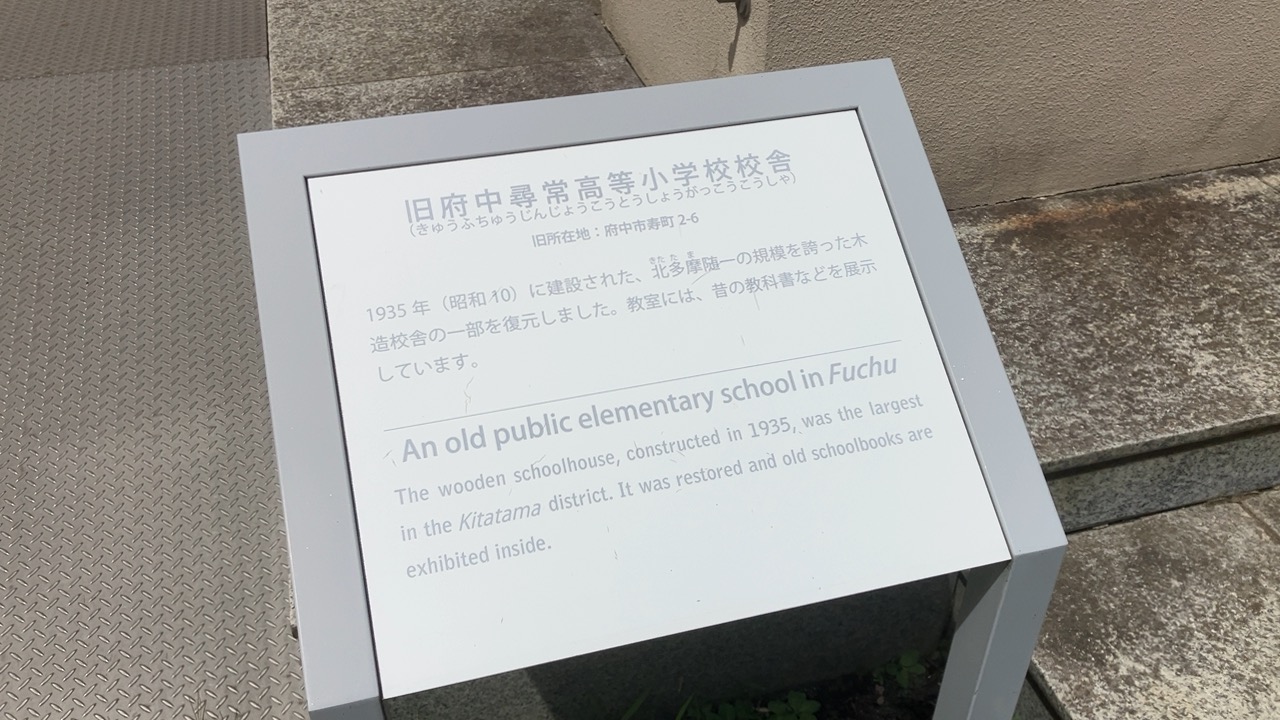 旧府中尋常高等小学校校舎
(きゅうふちゅうじんじょうこうとうしょうがっこうこうしゃ)
旧所在地：府中市寿町 2-6
きたたま
1935 年（昭和 10）に建設された、北多摩随一の規模を誇った木
造校舎の一部を復元しました。教室には、昔の教科書などを展示
しています。
An old public elementary school in Fuchu
The wooden schoolhouse, constructed in 1935, was the largest
in the Kitatama district. It was restored and old schoolbooks are
exhibited inside.